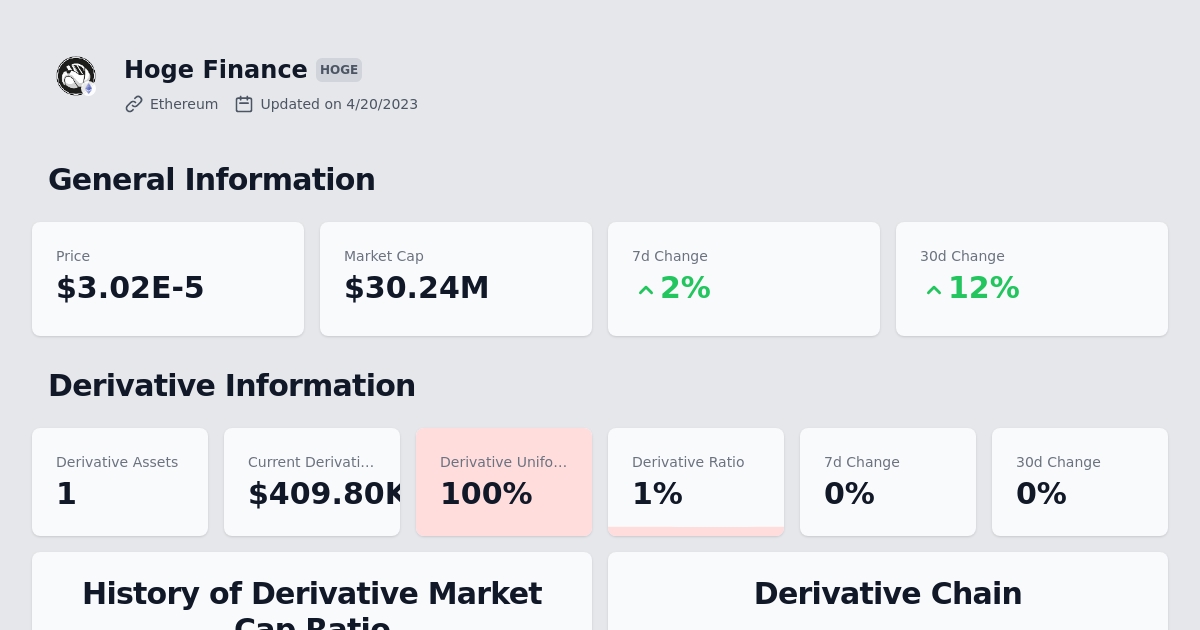 Hoge Finance HOGE
Ethereum Updated on 4/20/2023
General Information
Price
$3.02E-5
Market Cap
$30.24M
7d Change
2%
30d Change
12%
Derivative Information
Derivative Assets
1
Current Derivati...
$409.80K
Derivative Unifo...
100%
Derivative Ratio
1%
7d Change
0%
30d Change
0%
History of Derivative Market
Cap Ratio
Derivative Chain